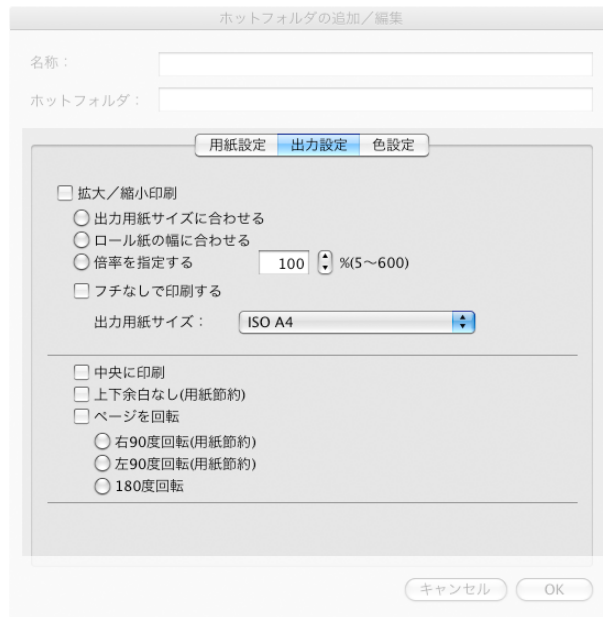 ホットフォルダの追加／編集
名称：
ホットフォルダ：
用紙設定 出力設定 色設定
拡大／縮小印刷
出力用紙サイズに合わせる
ロール紙の幅に合わせる
倍率を指定する 100 %(5～600)
フチなしで印刷する
出力用紙サイズ： ISO A4
中央に印刷
上下余白なし(用紙節約)
ページを回転
右90度回転(用紙節約)
左90度回転(用紙節約)
180度回転
キャンセル OK